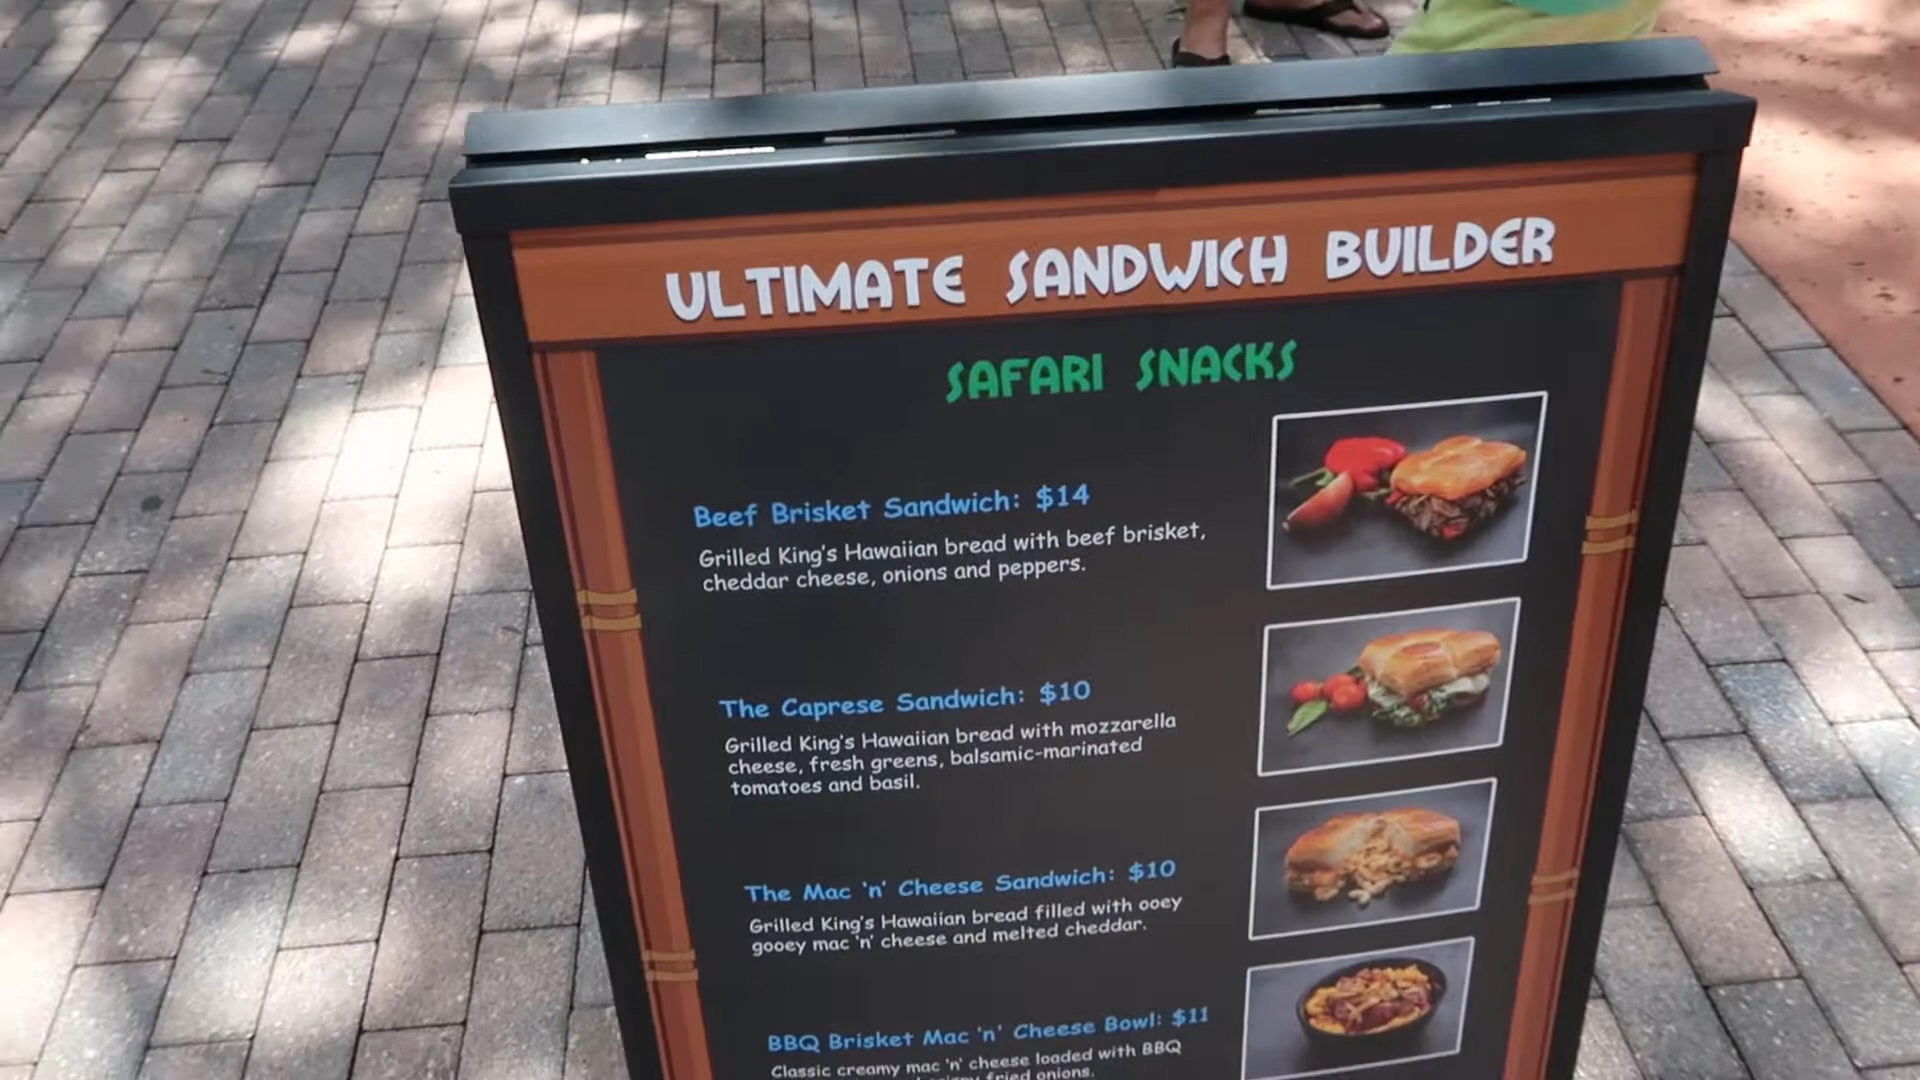 ULTIMATE SANDWICH BUILDER
SAFARI SNACKS
Beef Brisket Sandwich: $14
Grilled King's Hawaiian bread with beef brisket,
cheddar cheese, onions and peppers.
The Caprese Sandwich: $10
Grilled King's Hawaiian bread with mozzarella
cheese, fresh greens, balsamic-marinated
tomatoes and basil.
The Mac 'n' Cheese Sandwich: $10
Grilled King's Hawaiian bread filled with ooey
gooey mac 'n' cheese and melted cheddar.
BBQ Brisket Mac 'n' Cheese Bowl: $11
Classic creamy mac 'n' cheese loaded with BBQ
fried onions.